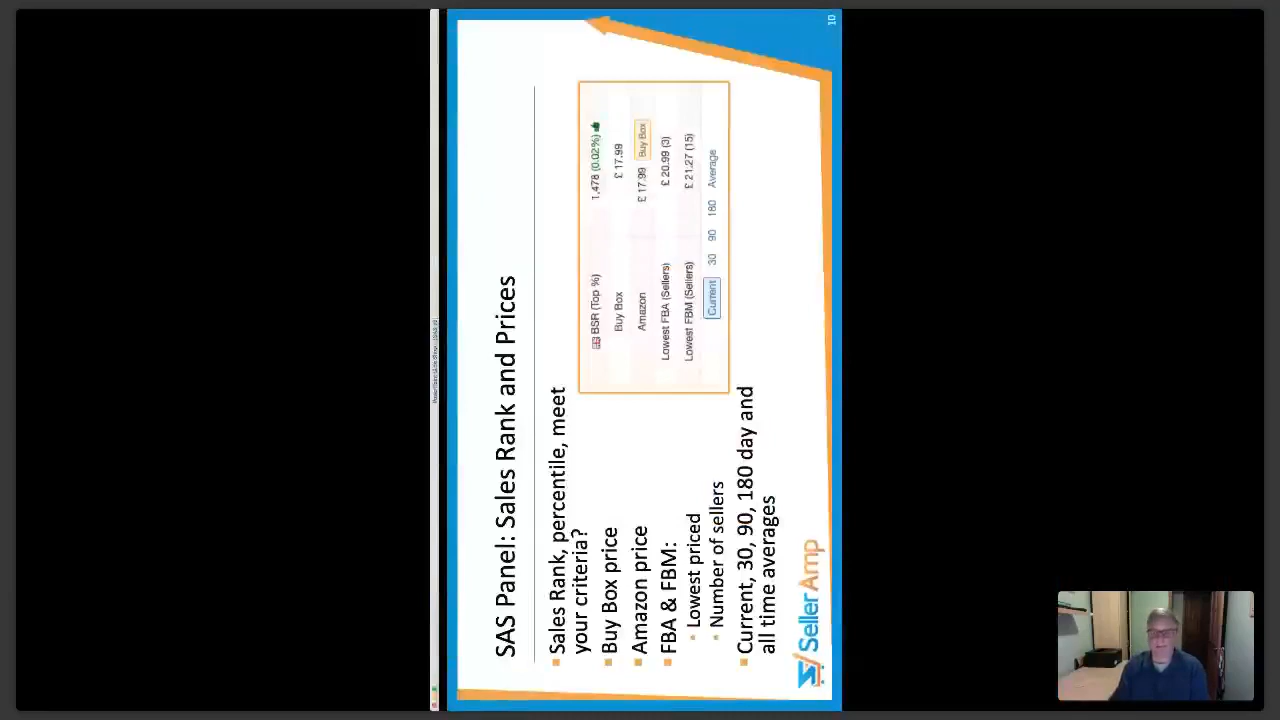 SAS Panel: Sales Rank and Prices
Sales Rank, percentile, meet
your criteria?
Buy Box price
Amazon price
FBA & FBM:
Lowest priced
Number of sellers
Current, 30, 90, 180 day and
all time averages
BSR (Top %) 1,478 (0.02%)
Buy Box £ 17.99
Amazon £ 17.99 Buy Box
Lowest FBA (Sellers) £ 20.99 (3)
Lowest FBM (Sellers) £ 21.27 (15)
Current 30 90 180 Average
SellerAmp
10